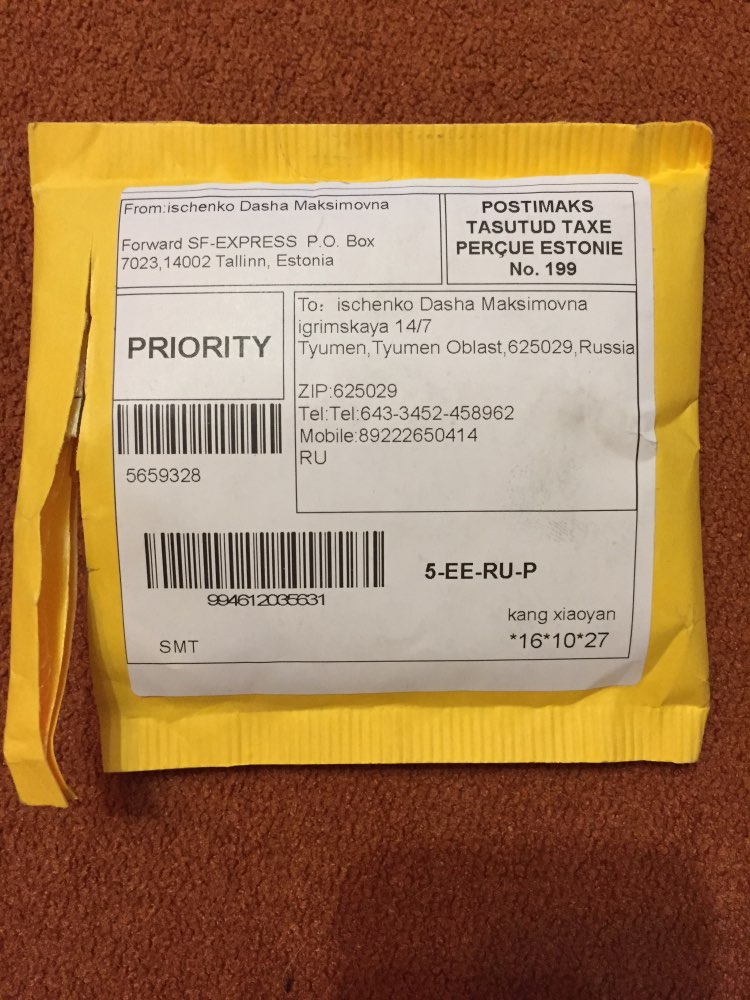 From:ischenko Dasha Maksimovna
Forward SF-EXPRESS P.O. Box
7023,14002 Tallinn, Estonia
POSTIMAKS
TASUTUD TAXE
PERÇUE ESTONIE
No. 199
PRIORITY
To: ischenko Dasha Maksimovna
igrimskaya 14/7
Tyumen,Tyumen Oblast,625029,Russia
ZIP:625029
Tel:Tel:643-3452-458962
Mobile:89222650414
RU
5659328
994612035631
5-EE-RU-P
kang xiaoyan
SMT
*16*10*27